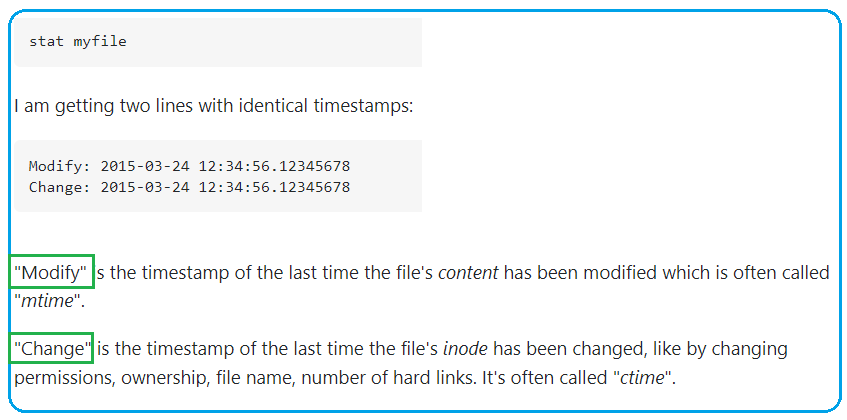 stat myfile
I am getting two lines with identical timestamps:
Modify: 2015-03-24 12:34:56.12345678
Change: 2015-03-24 12:34:56.12345678
"Modify" is the timestamp of the last time the file's content has been modified which is often called
"mtime".
"Change" is the timestamp of the last time the file's inode has been changed, like by changing
permissions, ownership, file name, number of hard links. It's often called "ctime".